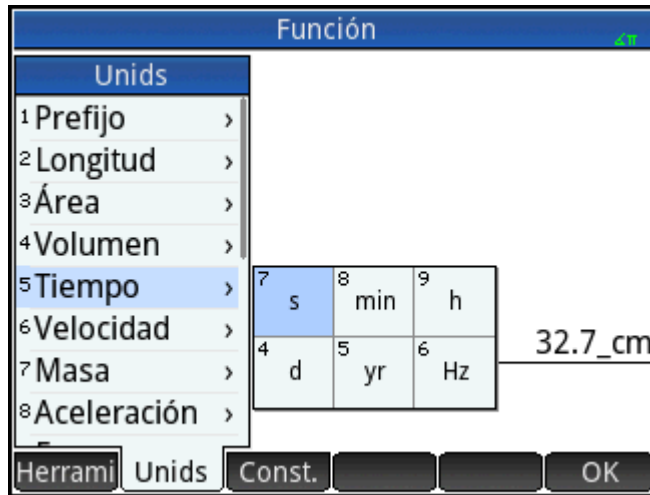 Función
∡π
Unids
1 Prefijo ›
2 Longitud ›
3 Área ›
4 Volumen ›
5 Tiempo ›
6 Velocidad ›
7 Masa ›
8 Aceleración ›
7 s 8 min 9 h
4 d 5 yr 6 Hz
32.7_cm
Herrami Unids Const. OK